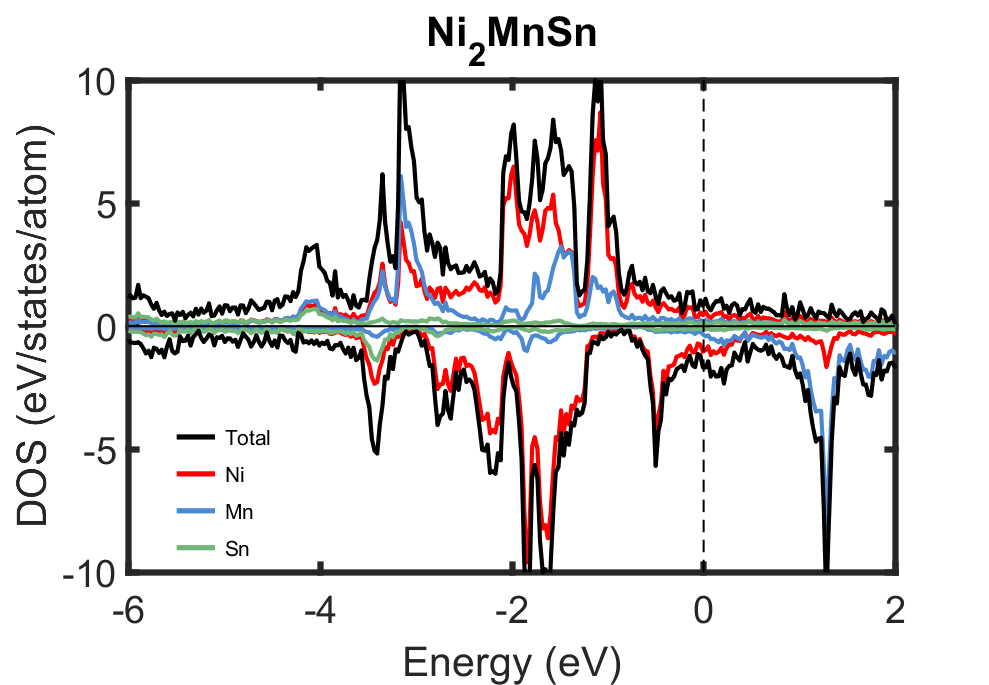 Ni₂MnSn
DOS (eV/states/atom)
10
5
0
-5
-10
Total
Ni
Mn
Sn
-6 -4 -2 0 2
Energy (eV)